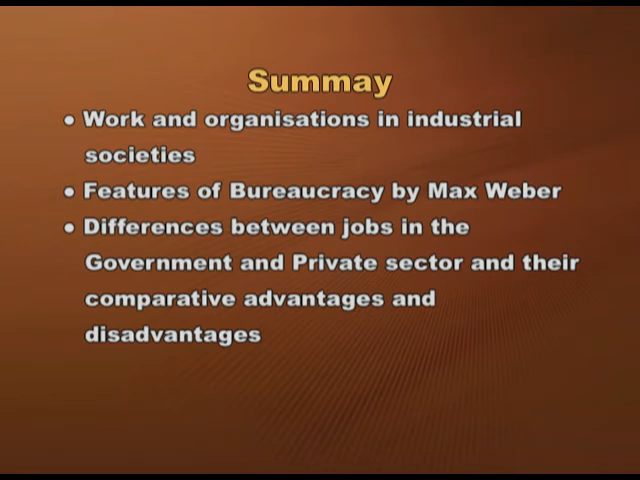 Summay
● Work and organisations in industrial
societies
● Features of Bureaucracy by Max Weber
● Differences between jobs in the
Government and Private sector and their
comparative advantages and
disadvantages